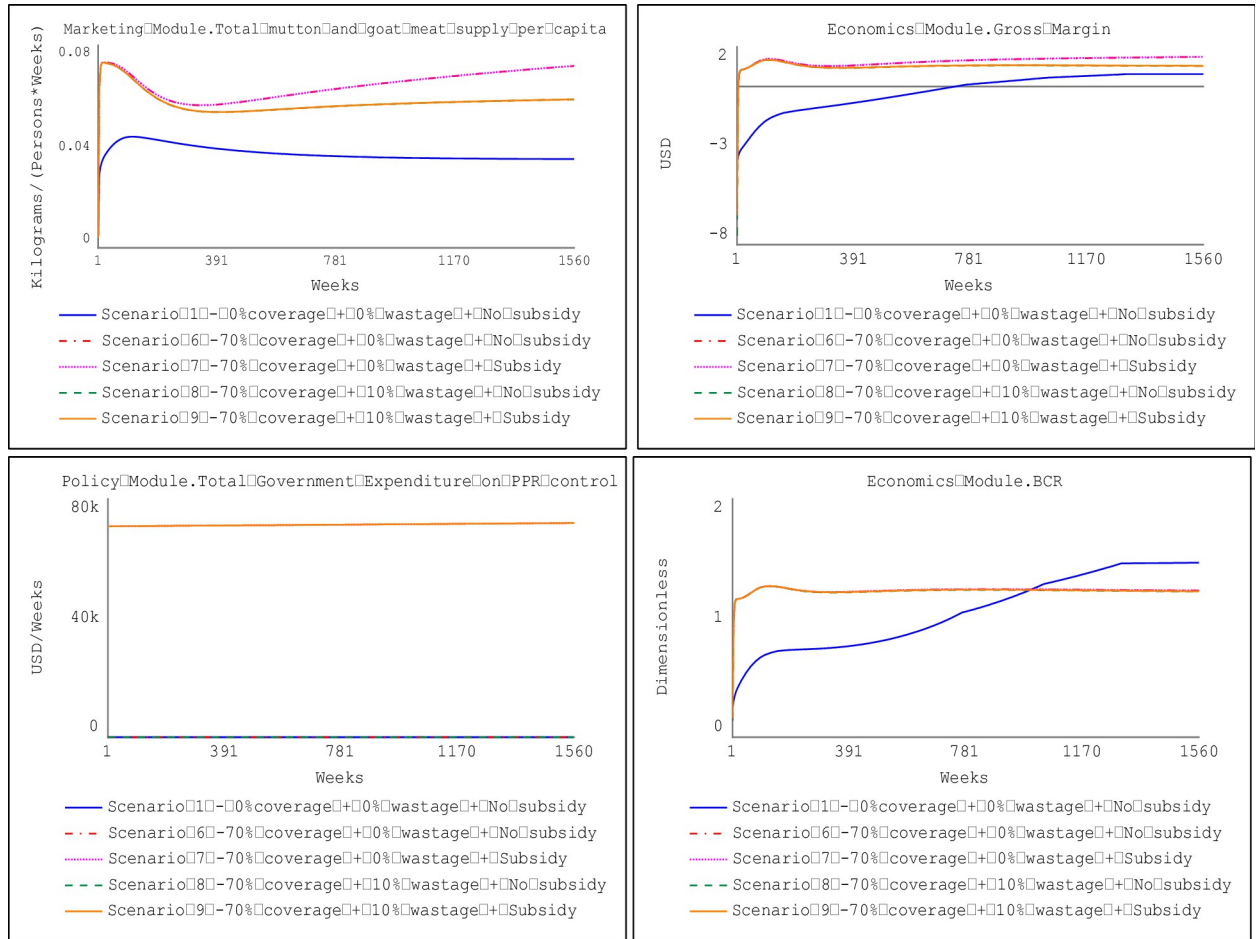 Marketing□Module.Total□mutton□and□goat□meat□supply□per□capita
0.08
0.04
0
Kilograms/(Persons*Weeks)
1 391 781 1170 1560
Weeks
Scenario□1□-□0%coverage□+□0%□wastage□+□No□subsidy
Scenario□6□-70%□coverage□+□0%□wastage□+□No□subsidy
Scenario□7□-70%□coverage□+□0%□wastage□+□Subsidy
Scenario□8□-70%□coverage□+□10%□wastage□+□No□subsidy
Scenario□9□-70%□coverage□+□10%□wastage□+□Subsidy
Economics□Module.Gross□Margin
2
-3
-8
USD
1 391 781 1170 1560
Weeks
Scenario□1□-□0%coverage□+□0%□wastage□+□No□subsidy
Scenario□6□-70%□coverage□+□0%□wastage□+□No□subsidy
Scenario□7□-70%□coverage□+□0%□wastage□+□Subsidy
Scenario□8□-70%□coverage□+□10%□wastage□+□No□subsidy
Scenario□9□-70%□coverage□+□10%□wastage□+□Subsidy
Policy□Module.Total□Government□Expenditure□on□PPR□control
80k
40k
0
USD/Weeks
1 391 781 1170 1560
Weeks
Scenario□1□-□0%coverage□+□0%□wastage□+□No□subsidy
Scenario□6□-70%□coverage□+□0%□wastage□+□No□subsidy
Scenario□7□-70%□coverage□+□0%□wastage□+□Subsidy
Scenario□8□-70%□coverage□+□10%□wastage□+□No□subsidy
Scenario□9□-70%□coverage□+□10%□wastage□+□Subsidy
Economics□Module.BCR
2
1
0
Dimensionless
1 391 781 1170 1560
Weeks
Scenario□1□-□0%coverage□+□0%□wastage□+□No□subsidy
Scenario□6□-70%□coverage□+□0%□wastage□+□No□subsidy
Scenario□7□-70%□coverage□+□0%□wastage□+□Subsidy
Scenario□8□-70%□coverage□+□10%□wastage□+□No□subsidy
Scenario□9□-70%□coverage□+□10%□wastage□+□Subsidy